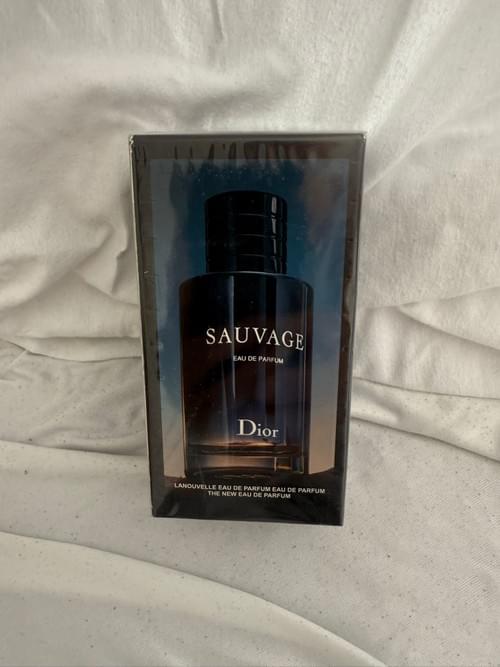 SAUVAGE
EAU DE PARFUM
Dior
LANOUVELLE EAU DE PARFUM EAU DE PARFUM
THE NEW EAU DE PARFUM